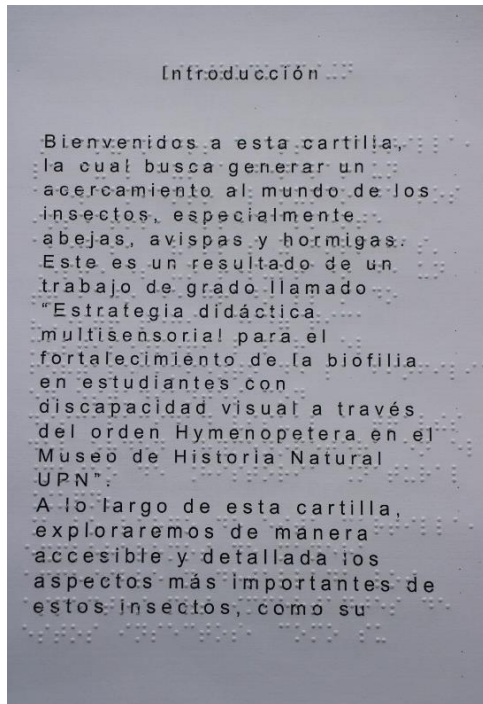 Introducción
Bienvenidos a esta cartilla,
la cual busca generar un
acercamiento al mundo de los
insectos, especialmente
abejas, avispas y hormigas.
Este es un resultado de un
trabajo de grado llamado
“Estrategia didáctica
multisensorial para el
fortalecimiento de la biofilia
en estudiantes con
discapacidad visual a través
del orden Hymenopetera en el
Museo de Historia Natural
UPN”.
A lo largo de esta cartilla,
exploraremos de manera
accesible y detallada los
aspectos más importantes de
estos insectos, como su